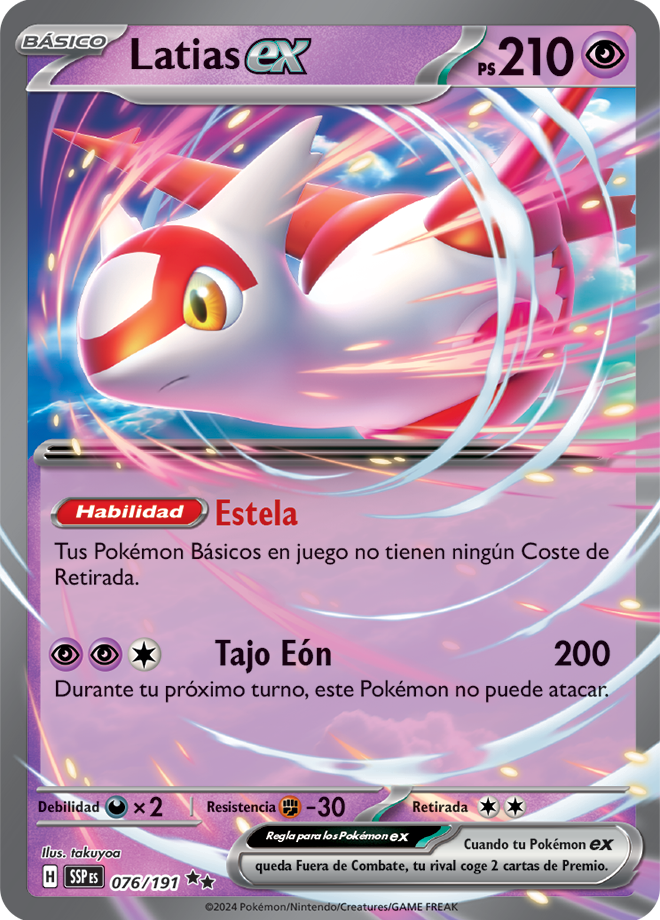 BÁSICO
Latias ex PS 210
Habilidad Estela
Tus Pokémon Básicos en juego no tienen ningún Coste de
Retirada.
Tajo Eón 200
Durante tu próximo turno, este Pokémon no puede atacar.
Debilidad ×2 Resistencia -30 Retirada
Ilus. takuyoa
Regla para los Pokémon ex Cuando tu Pokémon ex
queda Fuera de Combate, tu rival coge 2 cartas de Premio.
H SSP ES 076/191
©2024 Pokémon/Nintendo/Creatures/GAME FREAK